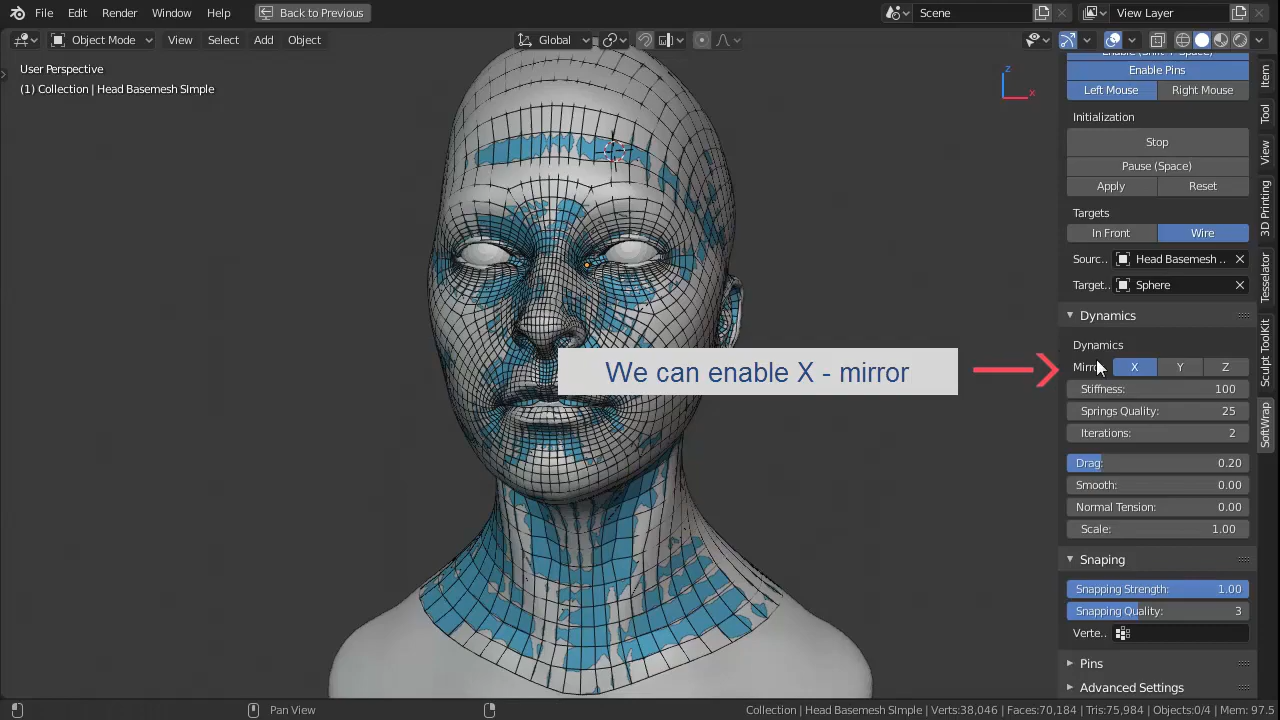 File Edit Render Window Help Back to Previous Scene View Layer
Object Mode View Select Add Object Global
User Perspective
(1) Collection | Head Basemesh SImple
Z
X
Enable Pins
Left Mouse Right Mouse
Initialization
Stop
Pause (Space)
Apply Reset
Targets
In Front Wire
Sourc.. Head Basemesh ..
Target.. Sphere
Dynamics
Dynamics
Mirr X Y Z
We can enable X - mirror
Stiffness: 100
Springs Quality: 25
Iterations: 2
Drag: 0.20
Smooth: 0.00
Normal Tension: 0.00
Scale: 1.00
Snaping
Snapping Strength: 1.00
Snapping Quality: 3
Verte..
Pins
Advanced Settings
Item
Tool
View
3D Printing
Tesselator
Sculpt ToolKit
SoftWrap
Pan View Collection | Head Basemesh SImple | Verts:38,046 | Faces:70,184 | Tris:75,984 | Objects:0/4 | Mem: 97.5